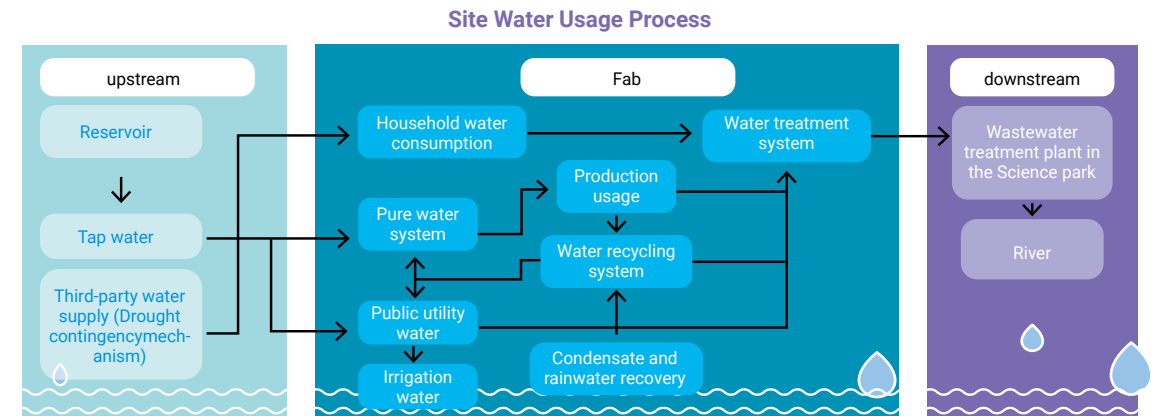 Site Water Usage Process
upstream
Reservoir
Tap water
Third-party water
supply (Drought
contingencymech-
anism)
Fab
Household water
consumption
Water treatment
system
Production
usage
Pure water
system
Water recycling
system
Public utility
water
Condensate and
rainwater recovery
Irrigation
water
downstream
Wastewater
treatment plant in
the Science park
River